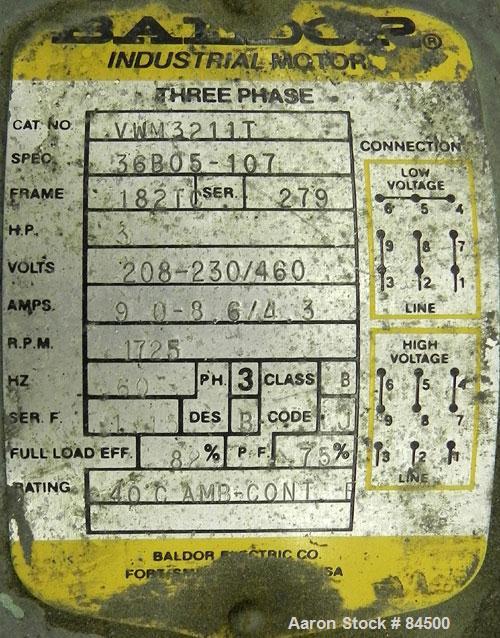 BALDOR®
INDUSTRIAL MOTOR
THREE PHASE
CAT. NO. VWM3211T
SPEC. 36B05-107
FRAME 182TC SER. 279
H.P. 3
VOLTS 208-230/460
AMPS. 9.0-8.6/4.3
R.P.M. 1725
HZ 60 PH. 3 CLASS B
SER. F. DES B CODE J
FULL LOAD EFF. 82 % P.F. 75 %
RATING 40 C AMB-CONT
CONNECTION
LOW
VOLTAGE
6 5 4
9 8 7
3 2 1
LINE
HIGH
VOLTAGE
6 5 4
9 8 7
3 2 1
LINE
BALDOR ELECTRIC CO.
Aaron Stock # 84500